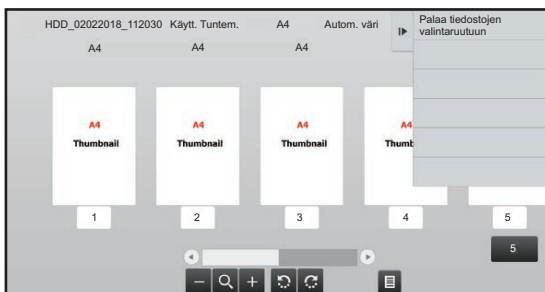 HDD_02022018_112030 Käytt. Tuntem. A4 Autom. väri
Palaa tiedostojen
valintaruutuun
A4 A4 A4
A4 A4 A4 A4
Thumbnail Thumbnail Thumbnail Thumb
1 2 3 4 5
5